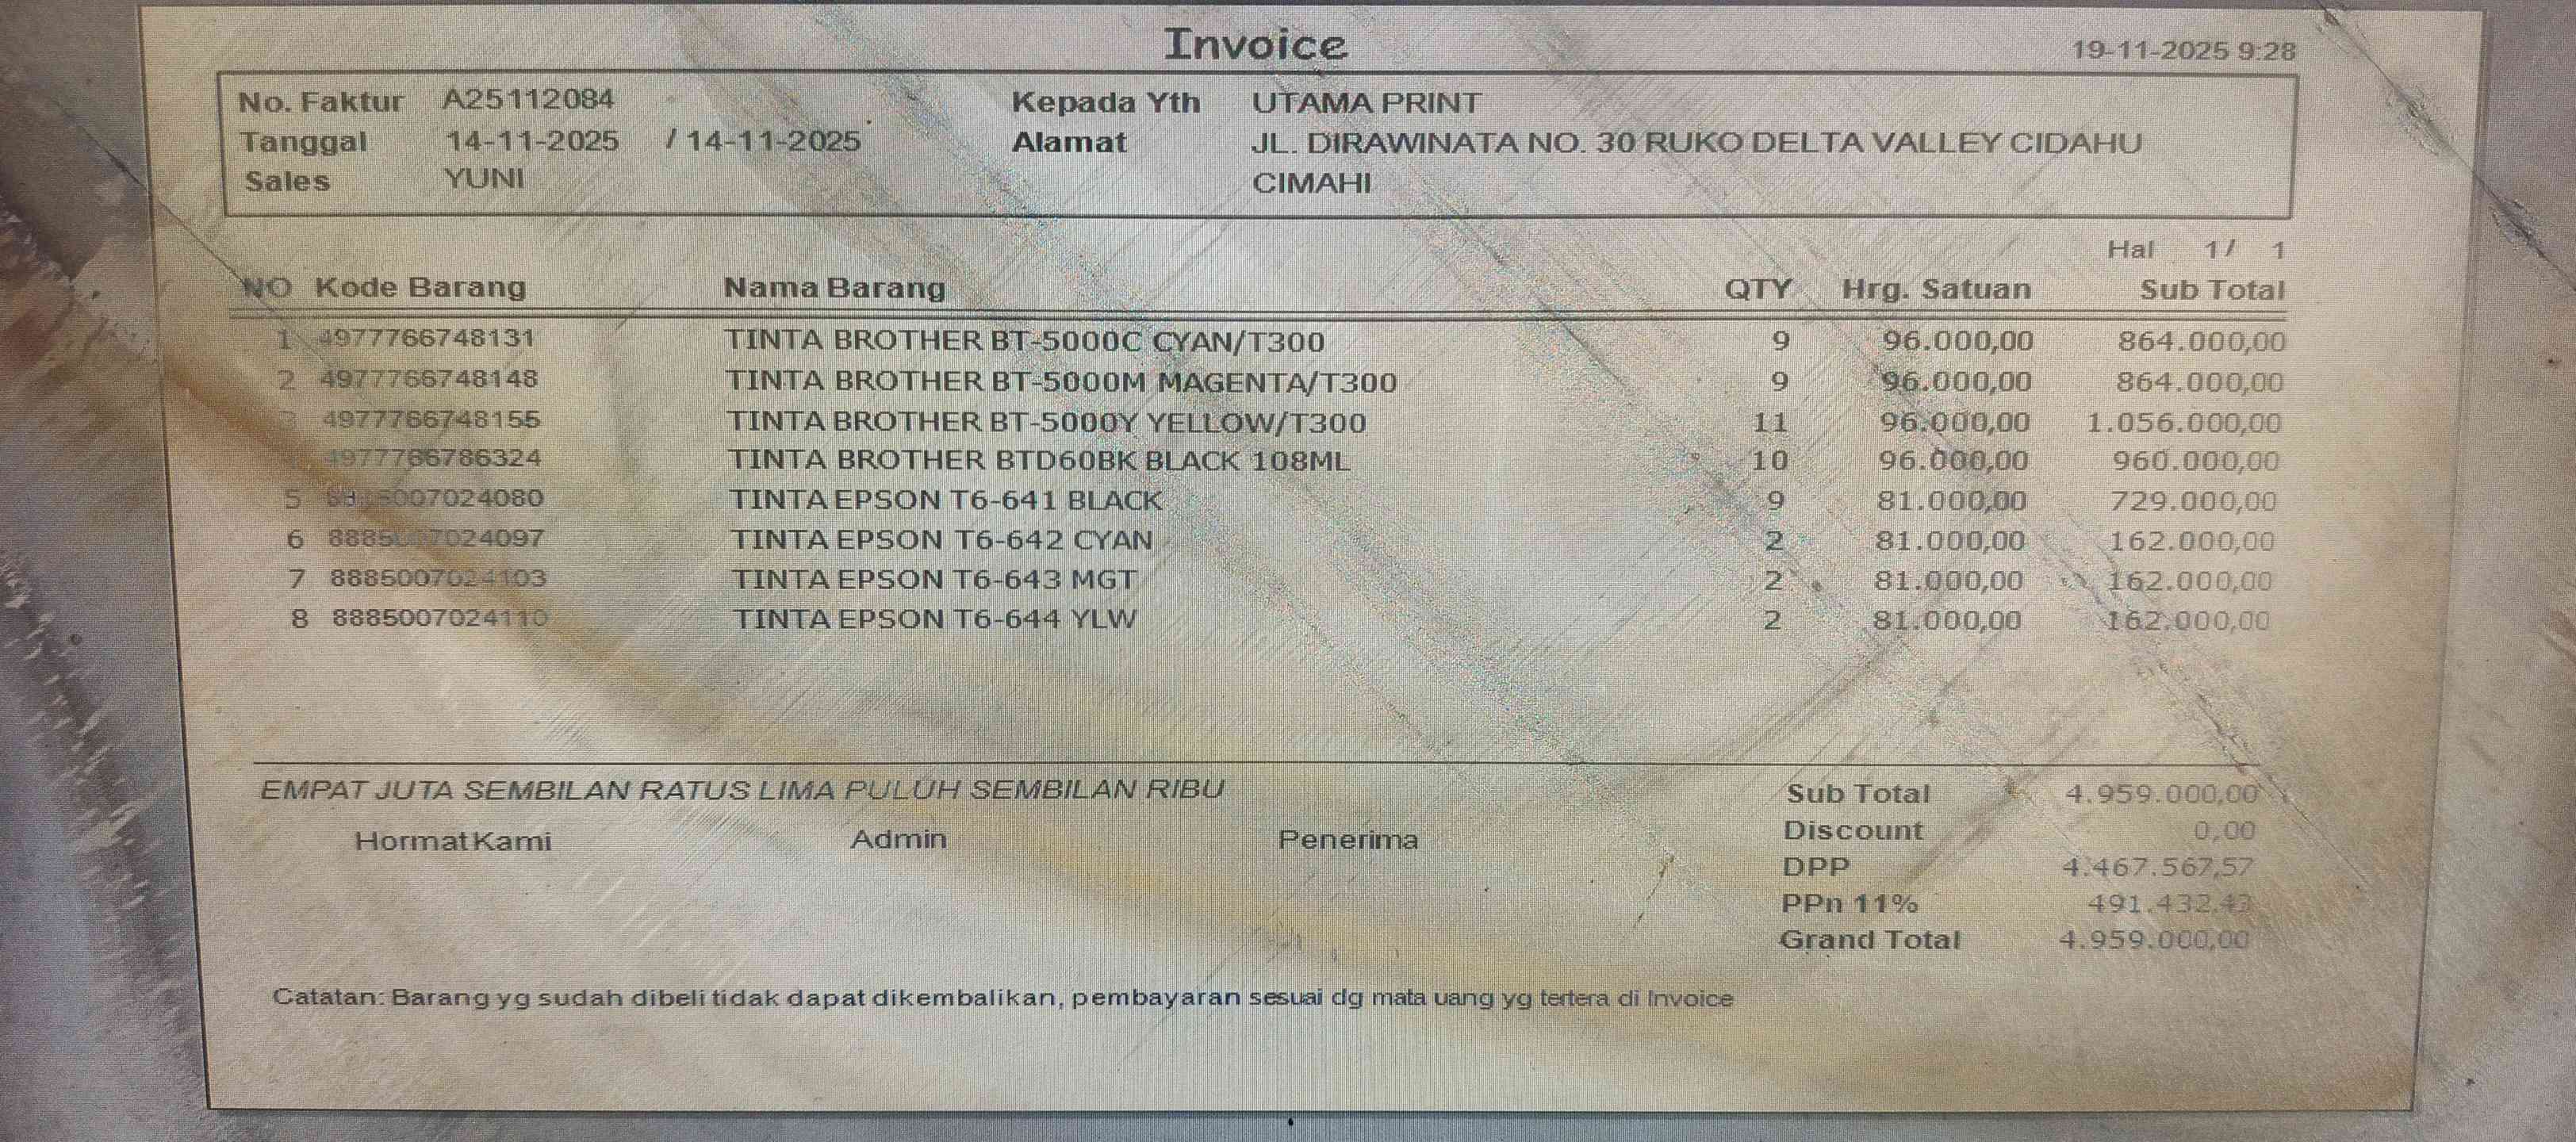 Invoice
19-11-2025 9:28
No. Faktur A25112084 Kepada Yth UTAMA PRINT
Tanggal 14-11-2025 / 14-11-2025 Alamat JL. DIRAWINATA NO. 30 RUKO DELTA VALLEY CIDAHU
Sales YUNI CIMAHI
Hal 1/ 1
NO Kode Barang Nama Barang QTY Hrg. Satuan Sub Total
1 4977766748131 TINTA BROTHER BT-5000C CYAN/T300 9 96.000,00 864.000,00
2 4977766748148 TINTA BROTHER BT-5000M MAGENTA/T300 9 96.000,00 864.000,00
3 4977766748155 TINTA BROTHER BT-5000Y YELLOW/T300 11 96.000,00 1.056.000,00
4977766786324 TINTA BROTHER BTD60BK BLACK 108ML 10 96.000,00 960.000,00
5 TINTA EPSON T6-641 BLACK 9 81.000,00 729.000,00
6 TINTA EPSON T6-642 CYAN 2 81.000,00 162.000,00
7 8885007024103 TINTA EPSON T6-643 MGT 2 81.000,00 162.000,00
8 8885007024110 TINTA EPSON T6-644 YLW 2 81.000,00 162.000,00
EMPAT JUTA SEMBILAN RATUS LIMA PULUH SEMBILAN RIBU
Sub Total 4.959.000,00
Hormat Kami Admin Penerima
Discount 0,00
DPP 4.467.567,57
PPn 11% 491.432,43
Grand Total 4.959.000,00
Catatan: Barang yg sudah dibeli tidak dapat dikembalikan, pembayaran sesuai dg mata uang yg tertera di Invoice